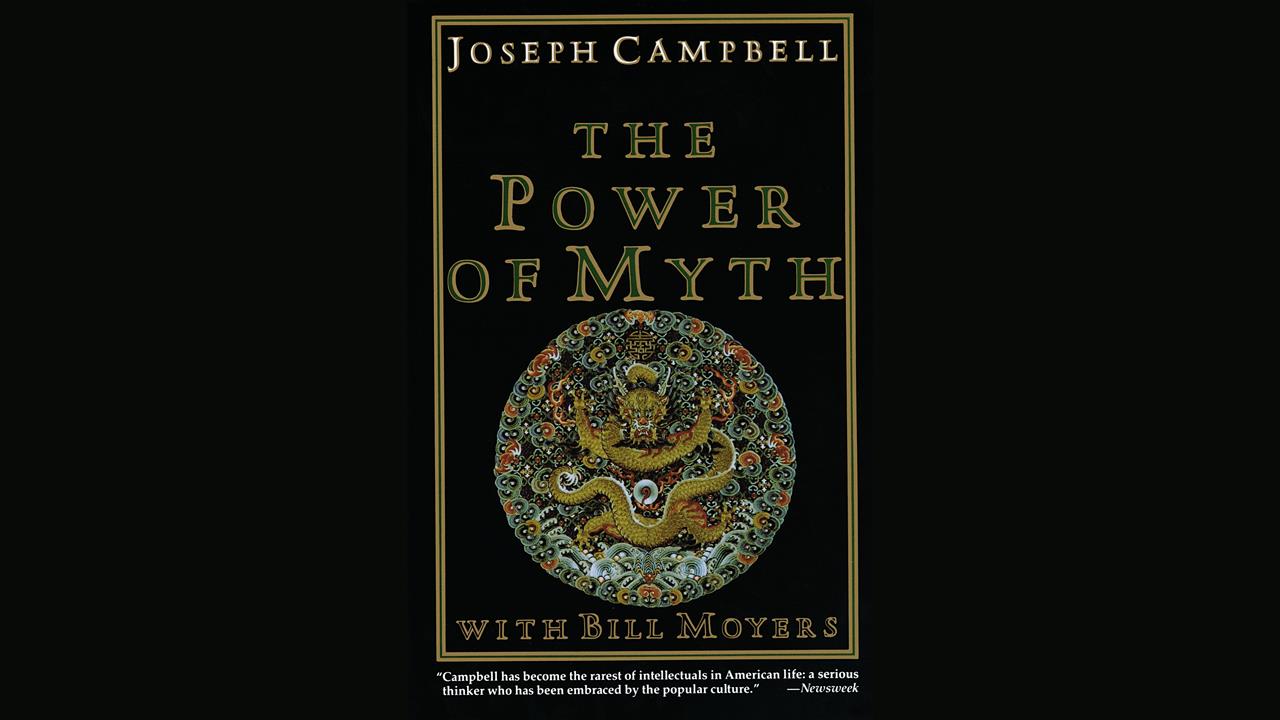 JOSEPH CAMPBELL
THE
POWER
OF MYTH
WITH BILL MOYERS
“Campbell has become the rarest of intellectuals in American life: a serious
thinker who has been embraced by the popular culture.” —Newsweek